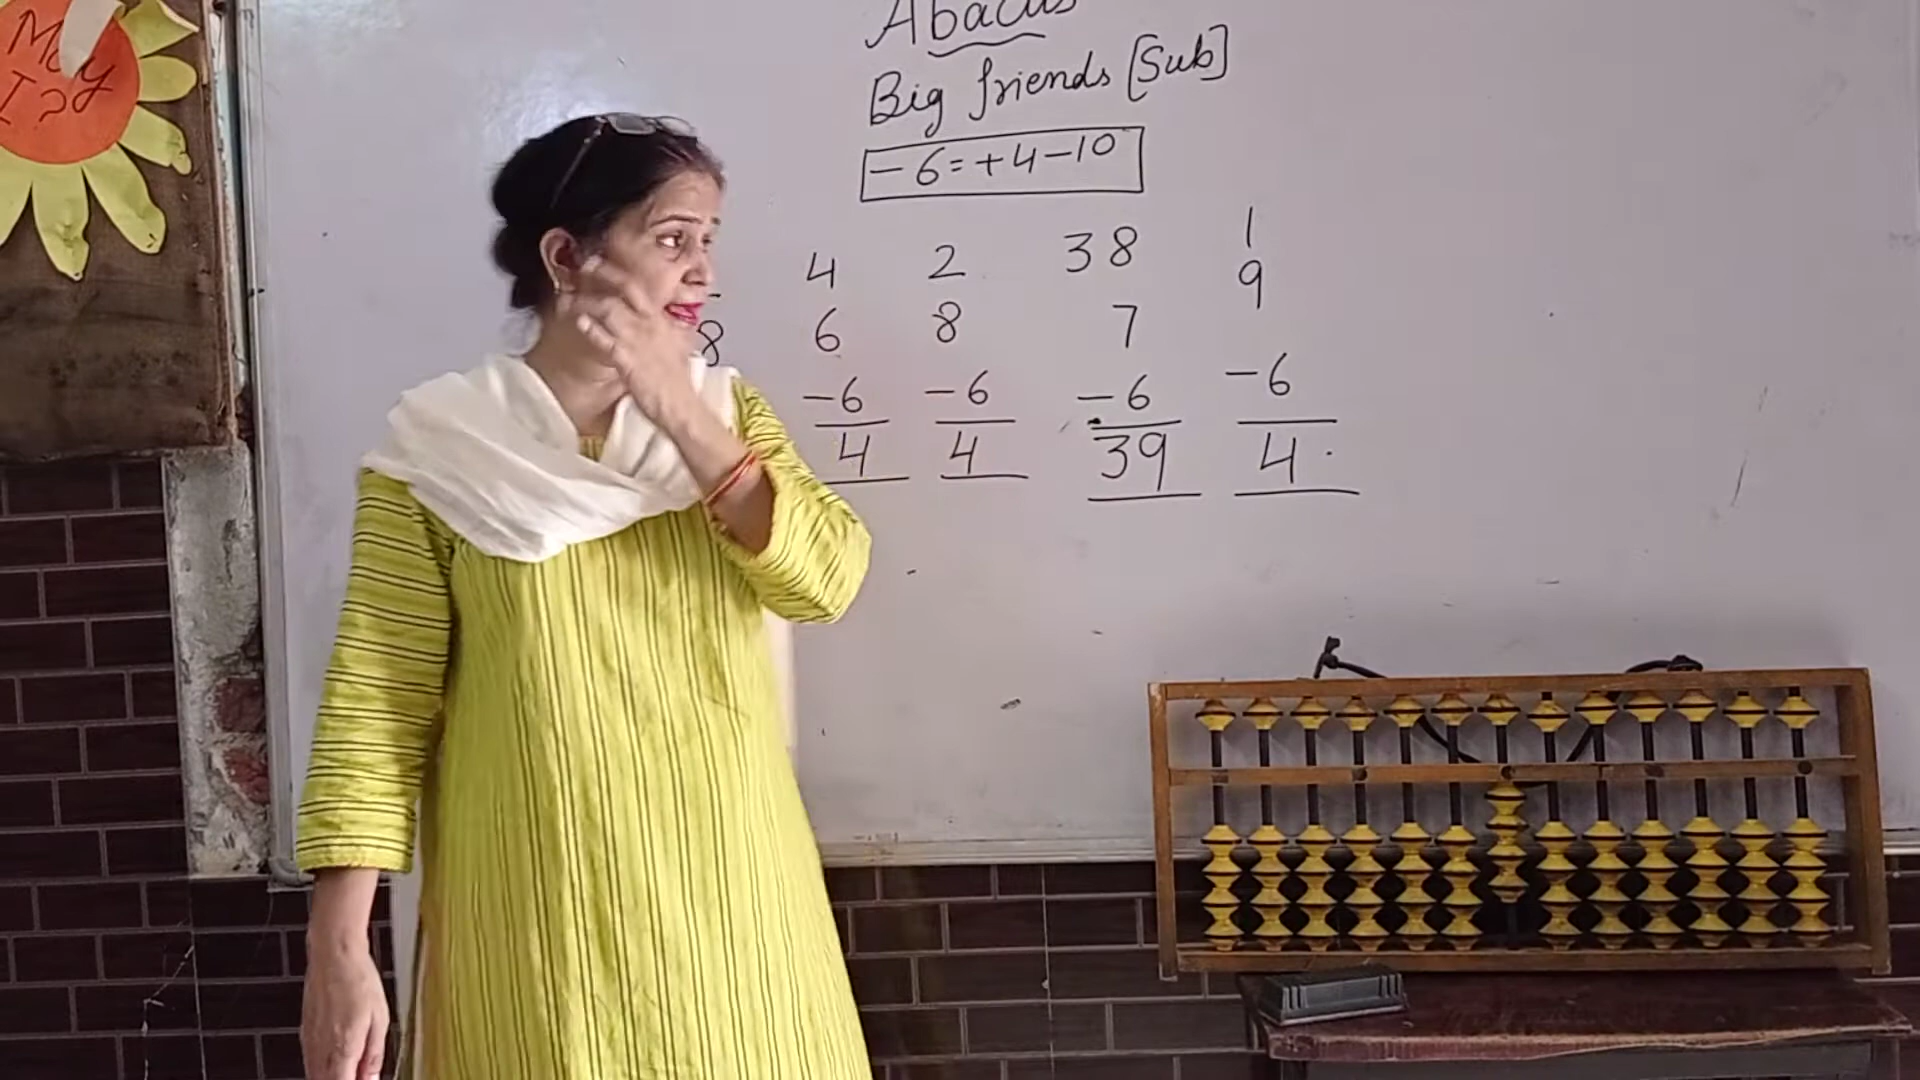 May
I ?
Abacus
Big friends [Sub]
-6=+4-10
4 2 38 1
8 6 8 7 9
-6 -6 -6 -6
4 4 39 4